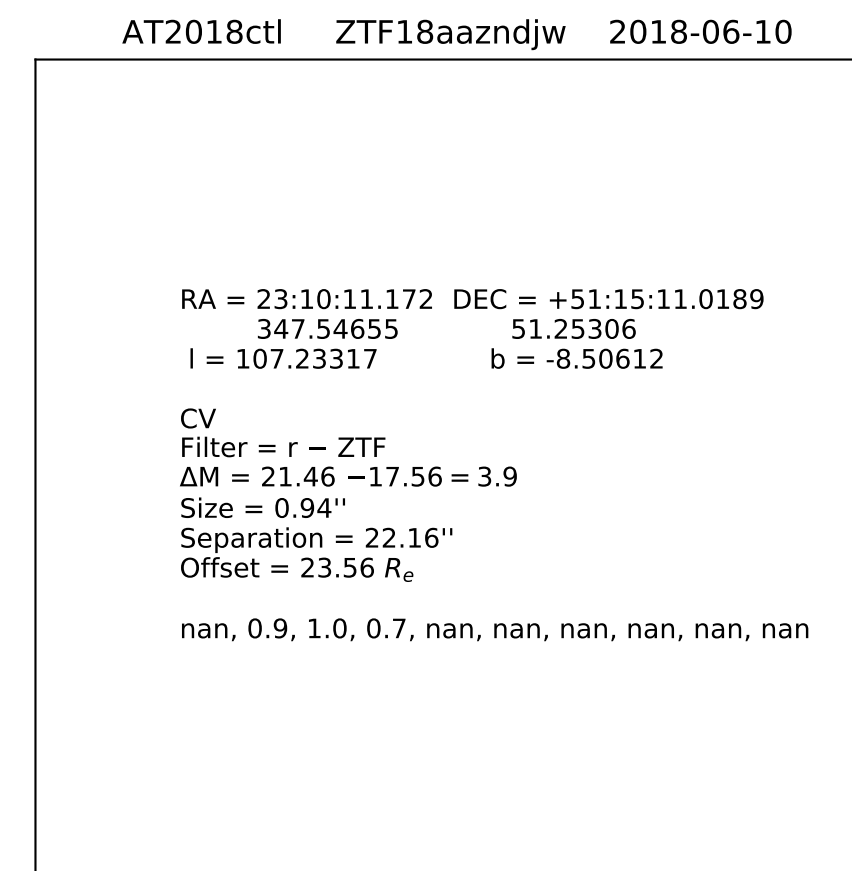 AT2018ctl ZTF18aazndjw 2018-06-10
RA = 23:10:11.172 DEC = +51:15:11.0189
347.54655 51.25306
l = 107.23317 b = -8.50612
CV
Filter = r − ZTF
ΔM = 21.46 −17.56 = 3.9
Size = 0.94''
Separation = 22.16''
Offset = 23.56 Re
nan, 0.9, 1.0, 0.7, nan, nan, nan, nan, nan, nan